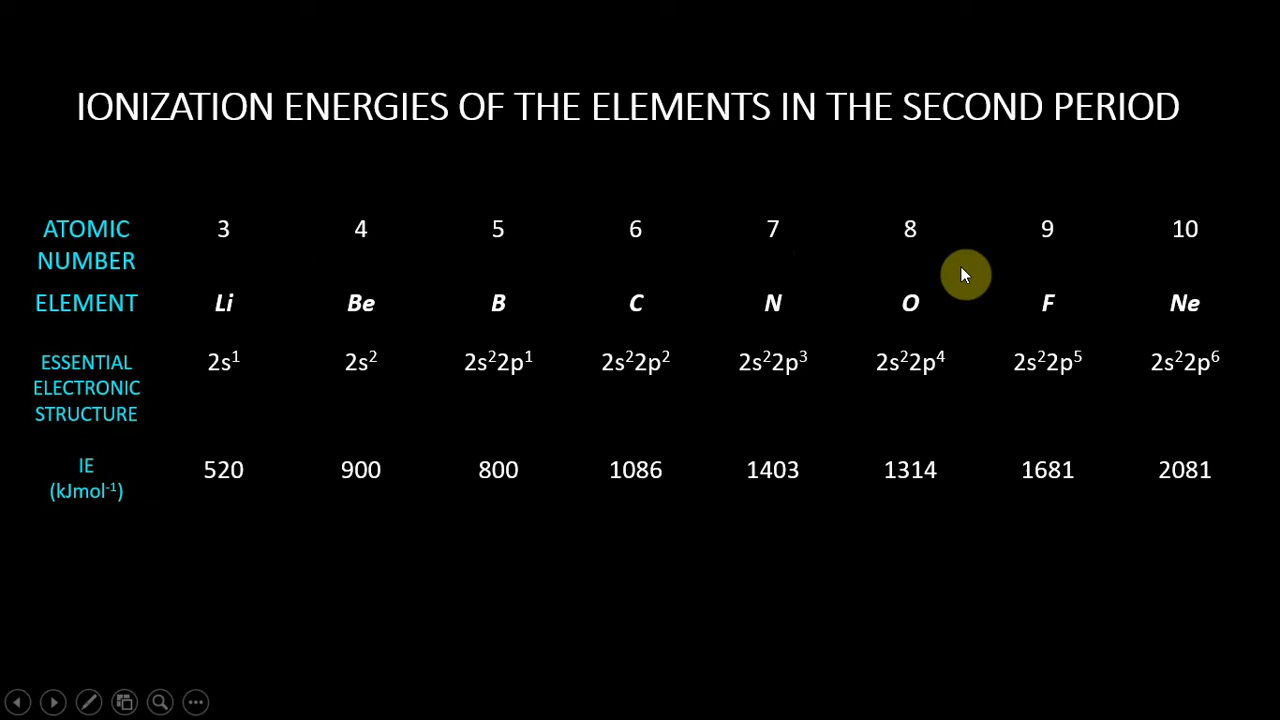 IONIZATION ENERGIES OF THE ELEMENTS IN THE SECOND PERIOD
ATOMIC NUMBER 3 4 5 6 7 8 9 10
ELEMENT Li Be B C N O F Ne
ESSENTIAL ELECTRONIC STRUCTURE 2s¹ 2s² 2s²2p¹ 2s²2p² 2s²2p³ 2s²2p⁴ 2s²2p⁵ 2s²2p⁶
IE (kJmol⁻¹) 520 900 800 1086 1403 1314 1681 2081